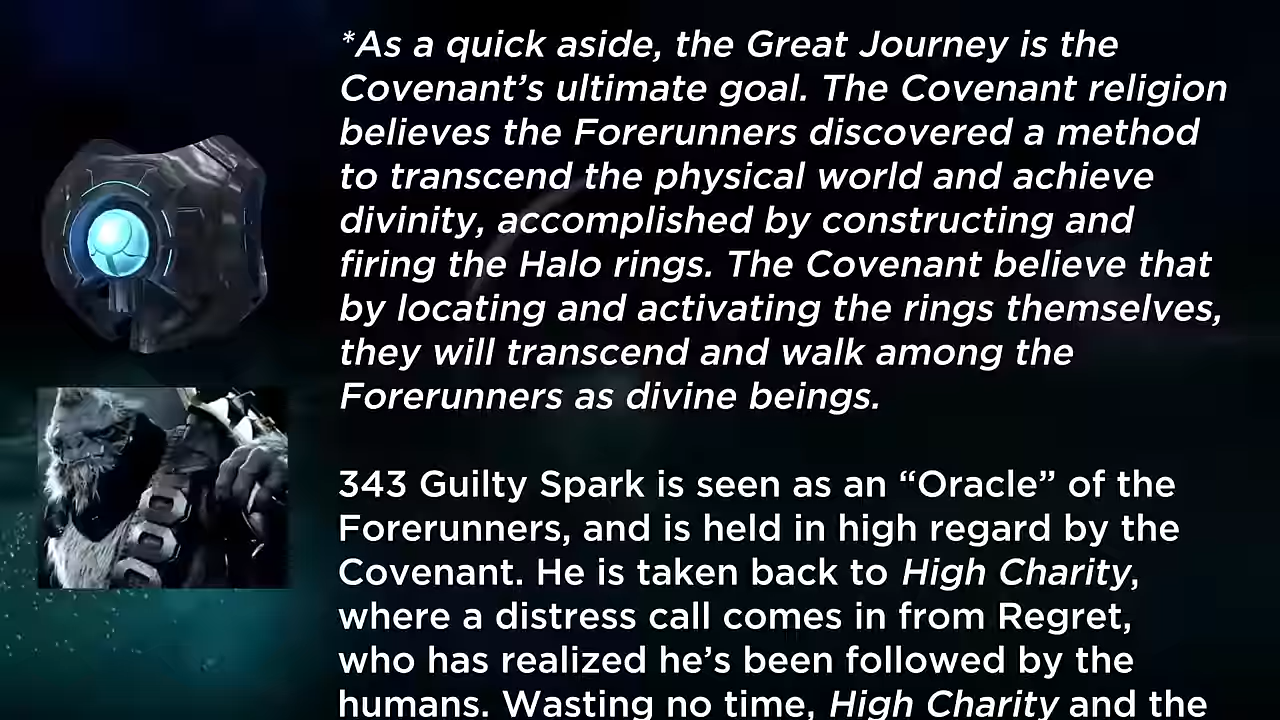 *As a quick aside, the Great Journey is the
Covenant’s ultimate goal. The Covenant religion
believes the Forerunners discovered a method
to transcend the physical world and achieve
divinity, accomplished by constructing and
firing the Halo rings. The Covenant believe that
by locating and activating the rings themselves,
they will transcend and walk among the
Forerunners as divine beings.
343 Guilty Spark is seen as an “Oracle” of the
Forerunners, and is held in high regard by the
Covenant. He is taken back to High Charity,
where a distress call comes in from Regret,
who has realized he’s been followed by the
humans. Wasting no time, High Charity and the